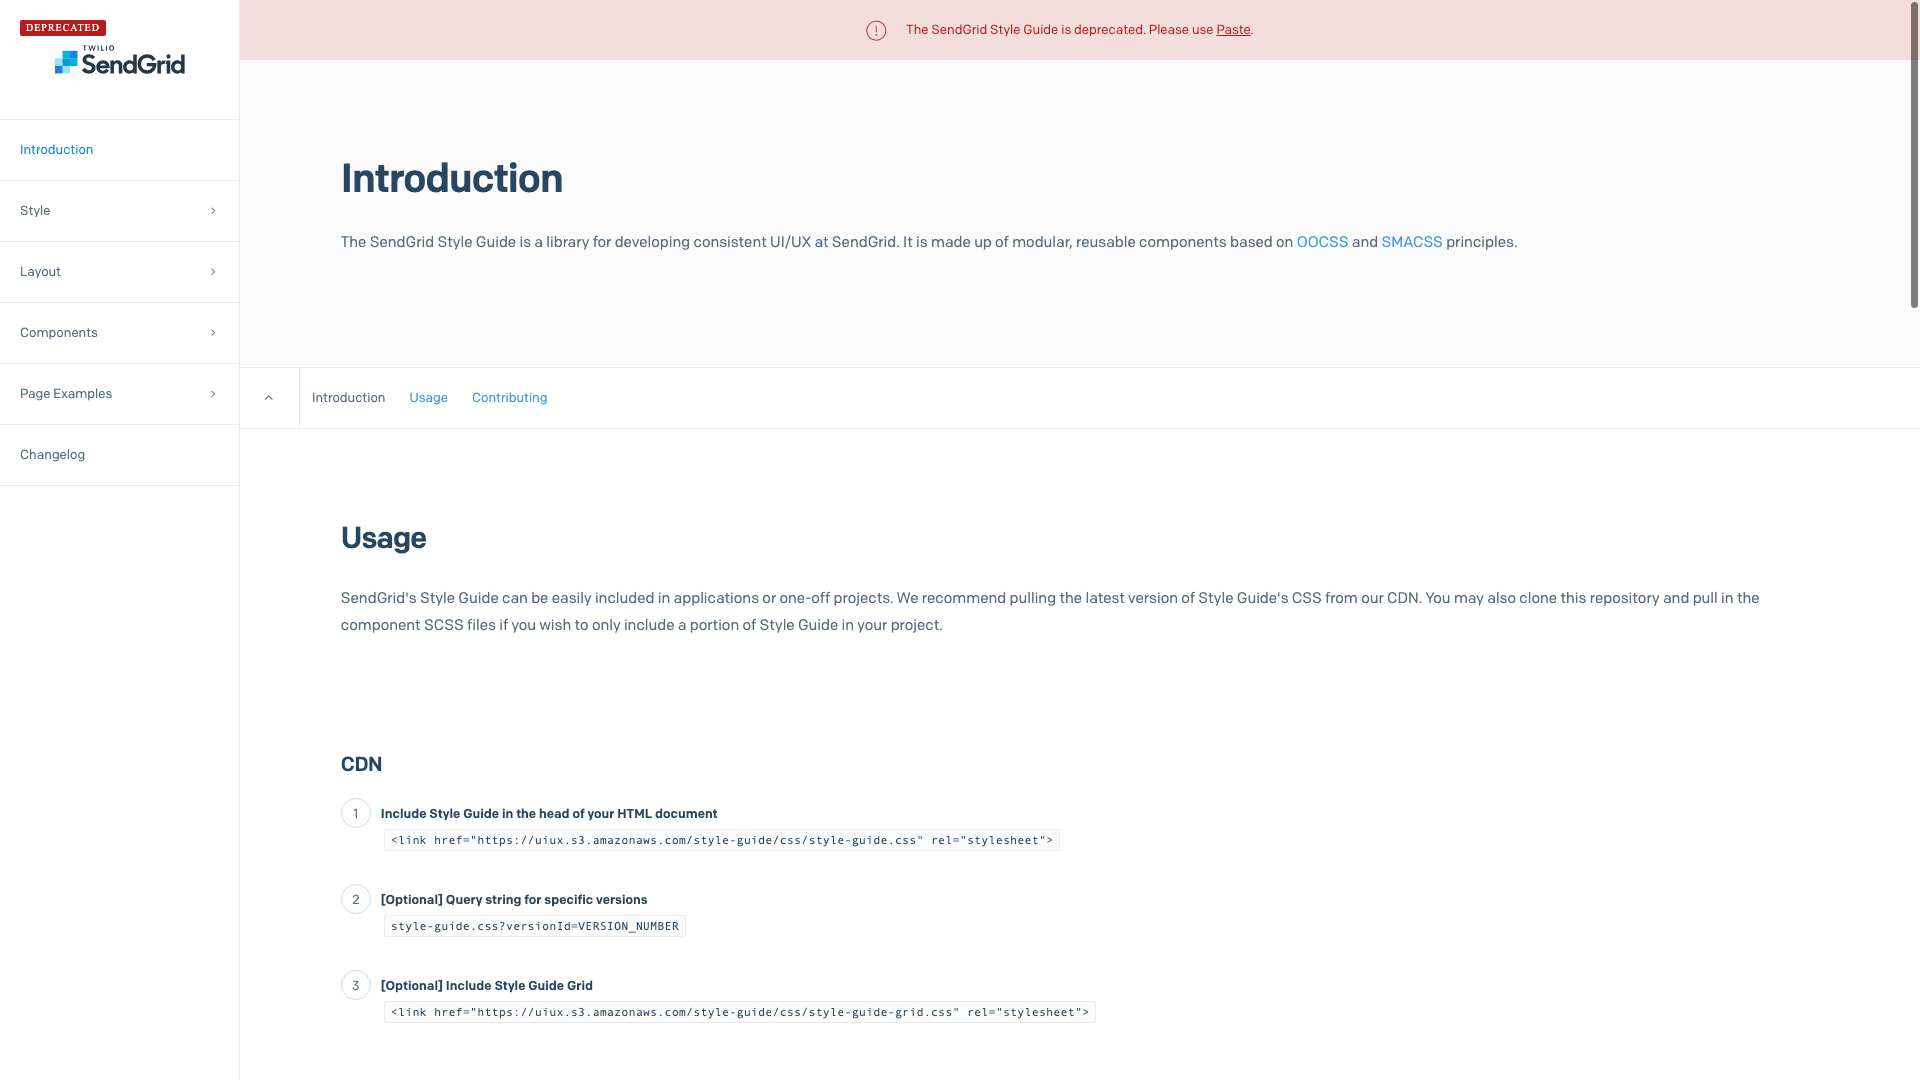 DEPRECATED
TWILIO
SendGrid
Introduction
Style
Layout
Components
Page Examples
Changelog
The SendGrid Style Guide is deprecated. Please use Paste.
Introduction
The SendGrid Style Guide is a library for developing consistent UI/UX at SendGrid. It is made up of modular, reusable components based on OOCSS and SMACSS principles.
Introduction Usage Contributing
Usage
SendGrid's Style Guide can be easily included in applications or one-off projects. We recommend pulling the latest version of Style Guide's CSS from our CDN. You may also clone this repository and pull in the
component SCSS files if you wish to only include a portion of Style Guide in your project.
CDN
1 Include Style Guide in the head of your HTML document
<link href="https://uiux.s3.amazonaws.com/style-guide/css/style-guide.css" rel="stylesheet">
2 [Optional] Query string for specific versions
style-guide.css?versionId=VERSION_NUMBER
3 [Optional] Include Style Guide Grid
<link href="https://uiux.s3.amazonaws.com/style-guide/css/style-guide-grid.css" rel="stylesheet">